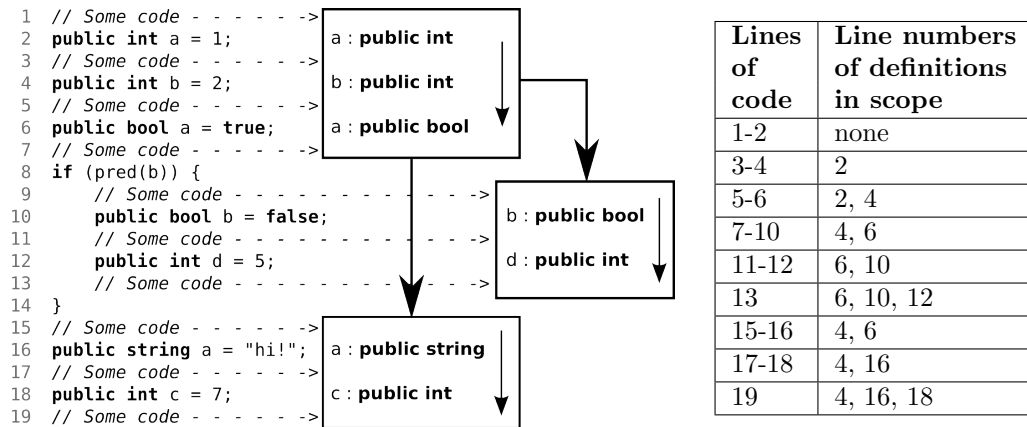 1 // Some code - - - - - ->
2 public int a = 1;
3 // Some code - - - - - ->
4 public int b = 2;
5 // Some code - - - - - ->
6 public bool a = true;
7 // Some code - - - - - ->
8 if (pred(b)) {
9 // Some code - - - - - - - - - - - - ->
10 public bool b = false;
11 // Some code - - - - - - - - - - - - ->
12 public int d = 5;
13 // Some code - - - - - - - - - - - - ->
14 }
15 // Some code - - - - - ->
16 public string a = "hi!";
17 // Some code - - - - - ->
18 public int c = 7;
19 // Some code - - - - - ->
a : public int
b : public int
a : public bool
b : public bool
d : public int
a : public string
c : public int
Lines of code | Line numbers of definitions in scope
1-2 none
3-4 2
5-6 2, 4
7-10 4, 6
11-12 6, 10
13 6, 10, 12
15-16 4, 6
17-18 4, 16
19 4, 16, 18